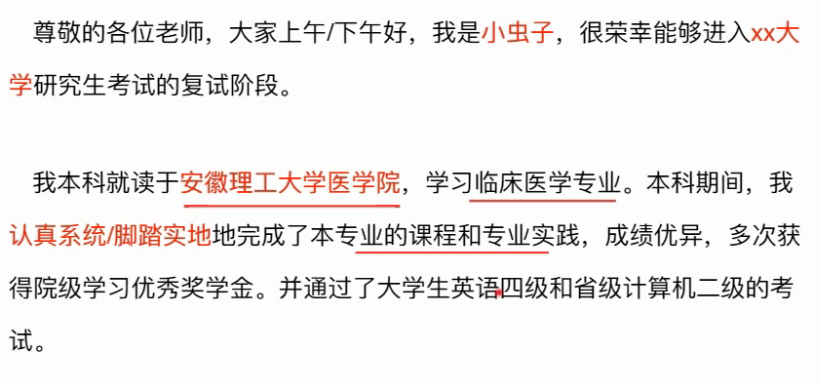 尊敬的各位老师，大家上午/下午好，我是小虫子，很荣幸能够进入xx大
学研究生考试的复试阶段。
我本科就读于安徽理工大学医学院，学习临床医学专业。本科期间，我
认真系统/脚踏实地地完成了本专业的课程和专业实践，成绩优异，多次获
得院级学习优秀奖学金。并通过了大学生英语四级和省级计算机二级的考
试。